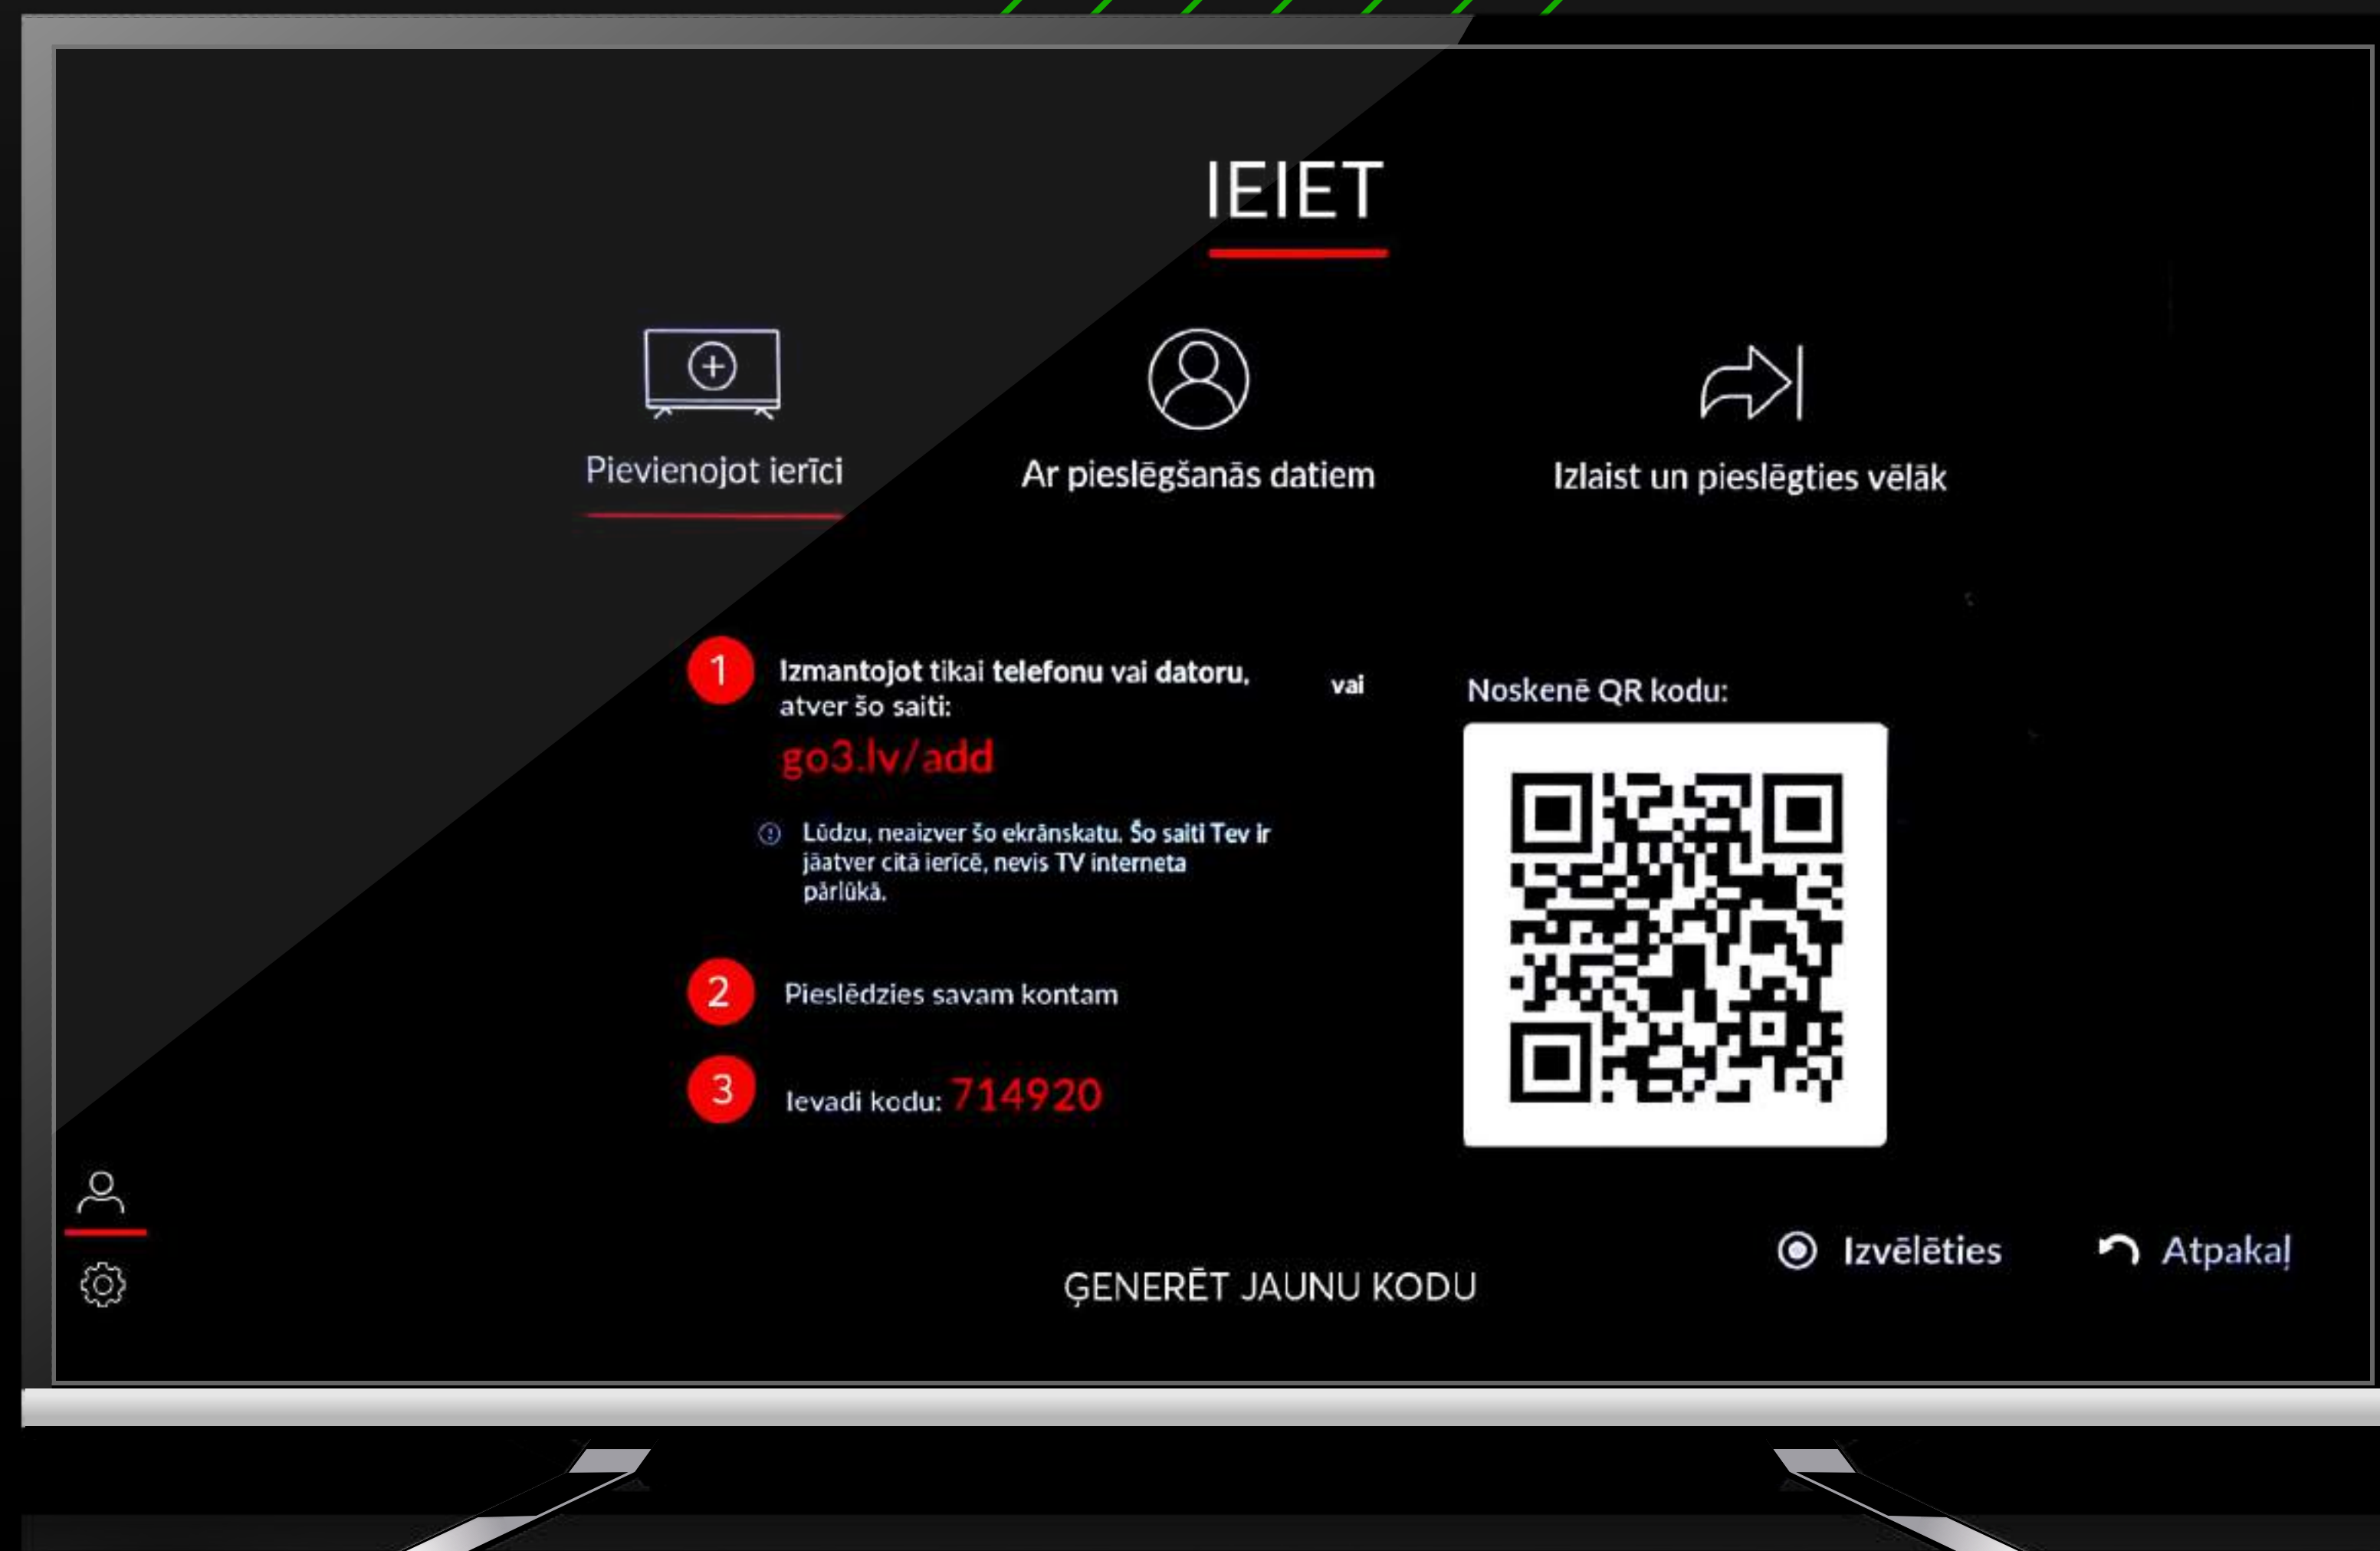 IEIET
Pievienojot ierīci
Ar pieslēgšanās datiem
Izlaist un pieslēgties vēlāk
1
Izmantojot tikai telefonu vai datoru,
atver šo saiti:
go3.lv/add
Lūdzu, neaizver šo ekrānskatu. Šo saiti Tev ir
jāatver citā ierīcē, nevis TV interneta
pārlūkā.
2
Pieslēdzies savam kontam
3
Ievadi kodu: 714920
vai
Noskenē QR kodu:
Izvēlēties
Atpakaļ
ĢENERĒT JAUNU KODU